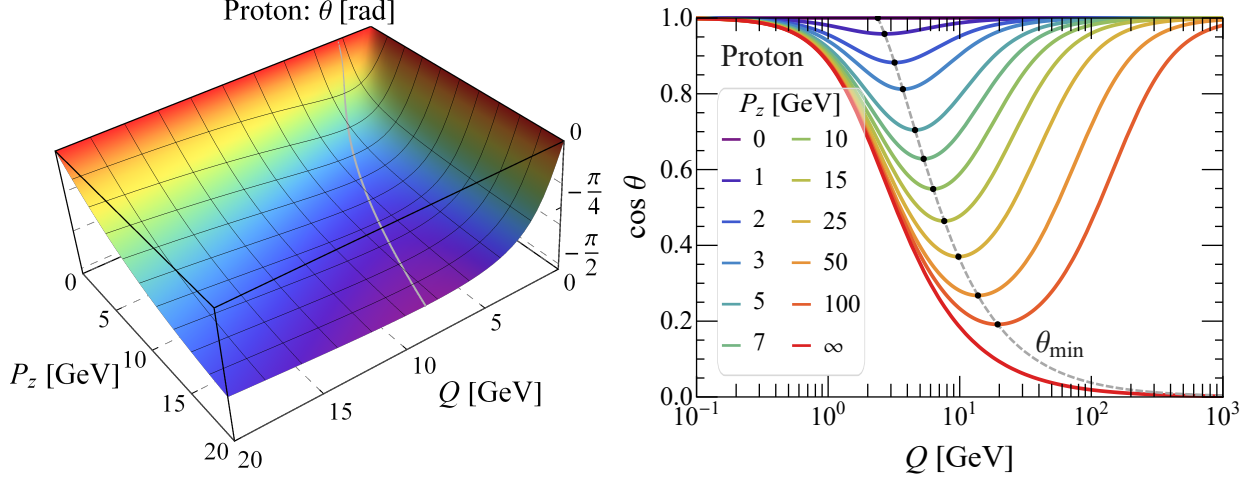 Proton: θ [rad]
0
5
10
15
20
P_z [GeV]
20
15
10
5
0
Q [GeV]
0
−π/4
−π/2
1.0
0.8
0.6
0.4
0.2
0.0
cos θ
Proton
P_z [GeV]
0 10
1 15
2 25
3 50
5 100
7 ∞
θ_min
10^−1 10^0 10^1 10^2 10^3
Q [GeV]